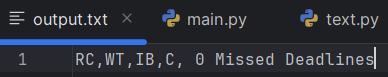 output.txt × main.py text.py
1 RC,WT,IB,C, 0 Missed Deadlines